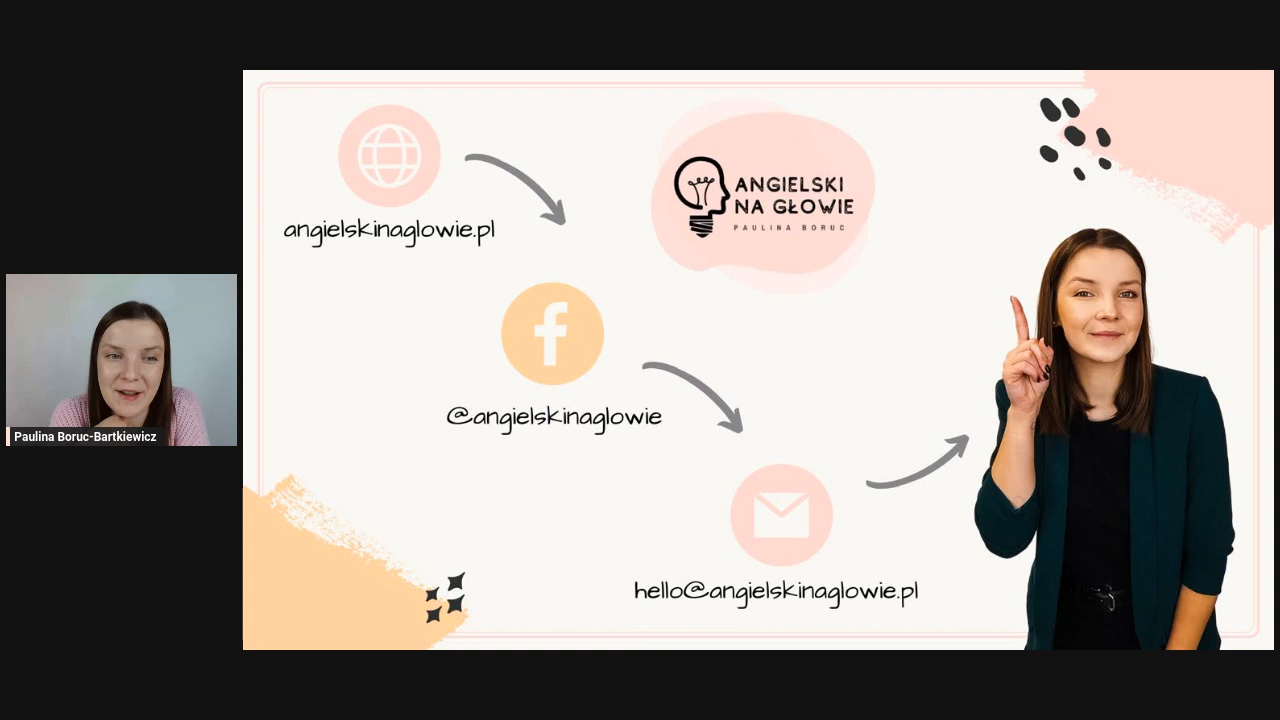 angielskinaglowie.pl
ANGIELSKI
NA GŁOWIE
PAULINA BORUC
@angielskinaglowie
hello@angielskinaglowie.pl
Paulina Boruc-Bartkiewicz